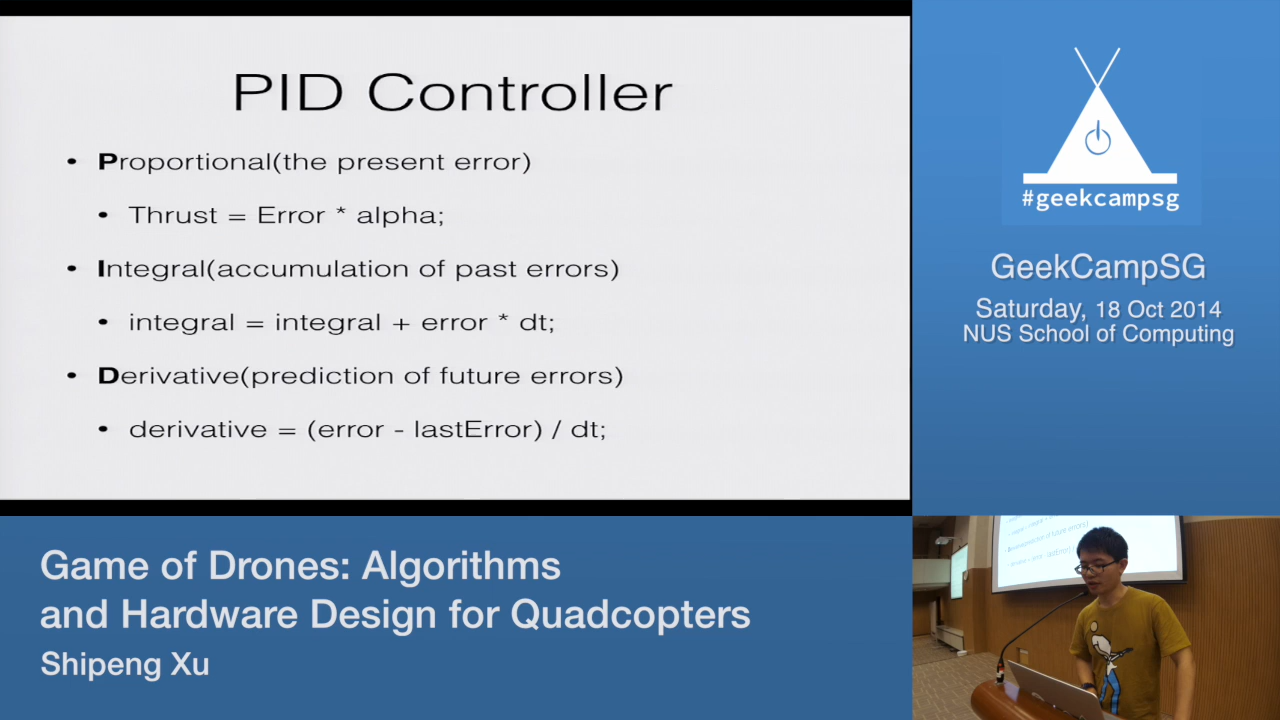 PID Controller
• Proportional(the present error)
• Thrust = Error * alpha;
• Integral(accumulation of past errors)
• integral = integral + error * dt;
• Derivative(prediction of future errors)
• derivative = (error - lastError) / dt;
#geekcampsg
GeekCampSG
Saturday, 18 Oct 2014
NUS School of Computing
Game of Drones: Algorithms
and Hardware Design for Quadcopters
Shipeng Xu